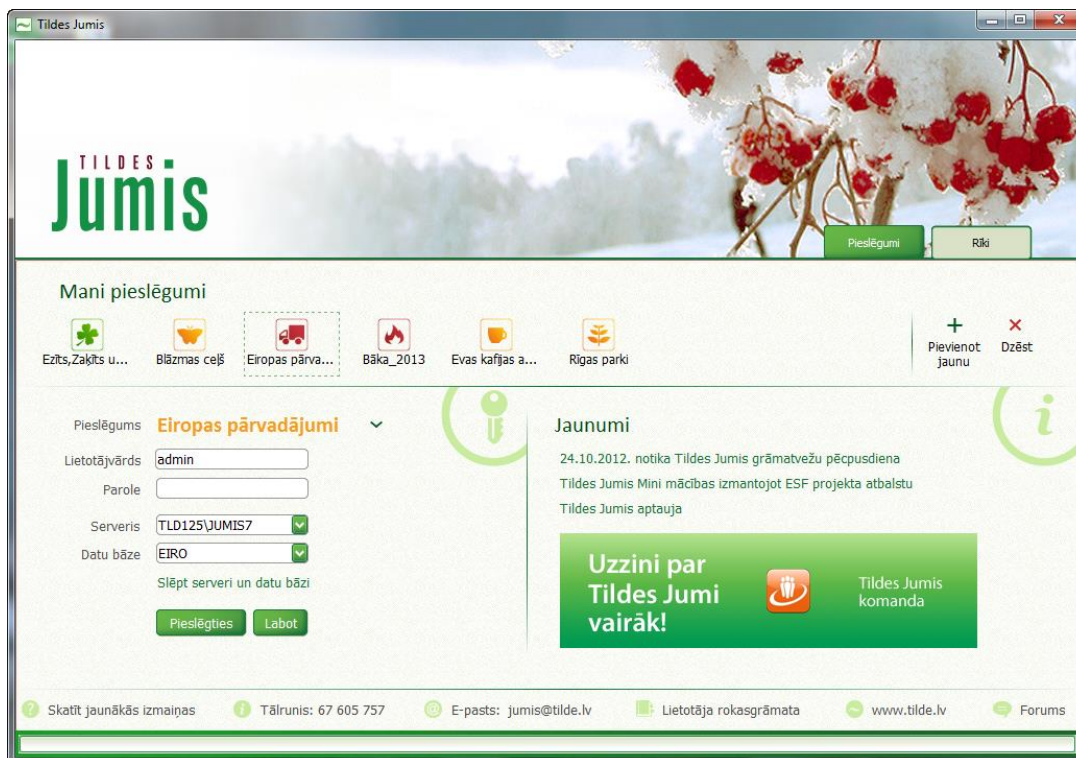 Tildes Jumis
TILDES
Jumis
Pieslēgumi
Rīki
Mani pieslēgumi
Ezīts,Zaķīts u...
Blāzmas ceļš
Eiropas pārva...
Bāka_2013
Evas kafijas a...
Rīgas parki
Pievienot
jaunu
Dzēst
Pieslēgums
Eiropas pārvadājumi
Lietotājvārds
admin
Parole
Serveris
TLD125\JUMIS7
Datu bāze
EIRO
Slēpt serveri un datu bāzi
Pieslēgties
Labot
Jaunumi
24.10.2012. notika Tildes Jumis grāmatvežu pēcpusdiena
Tildes Jumis Mini mācības izmantojot ESF projekta atbalstu
Tildes Jumis aptauja
Uzzini par
Tildes Jumi
vairāk!
Tildes Jumis
komanda
Skatīt jaunākās izmaiņas
Tālrunis: 67 605 757
E-pasts: jumis@tilde.lv
Lietotāja rokasgrāmata
www.tilde.lv
Forums